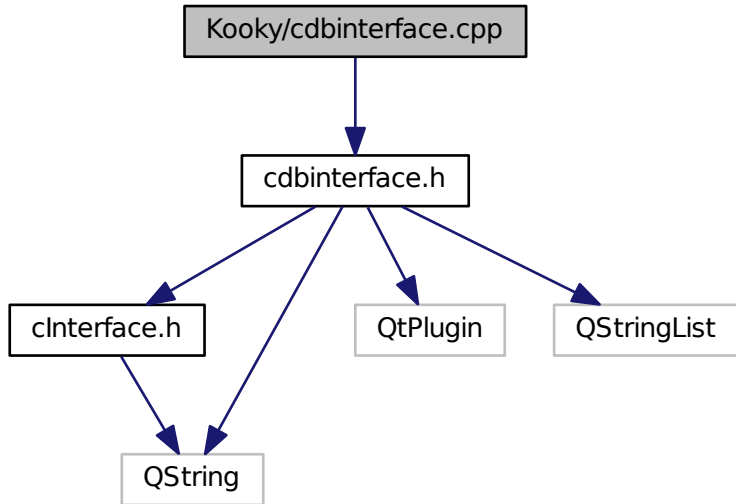 Kooky/cdbinterface.cpp
cdbinterface.h
cInterface.h
QtPlugin
QStringList
QString